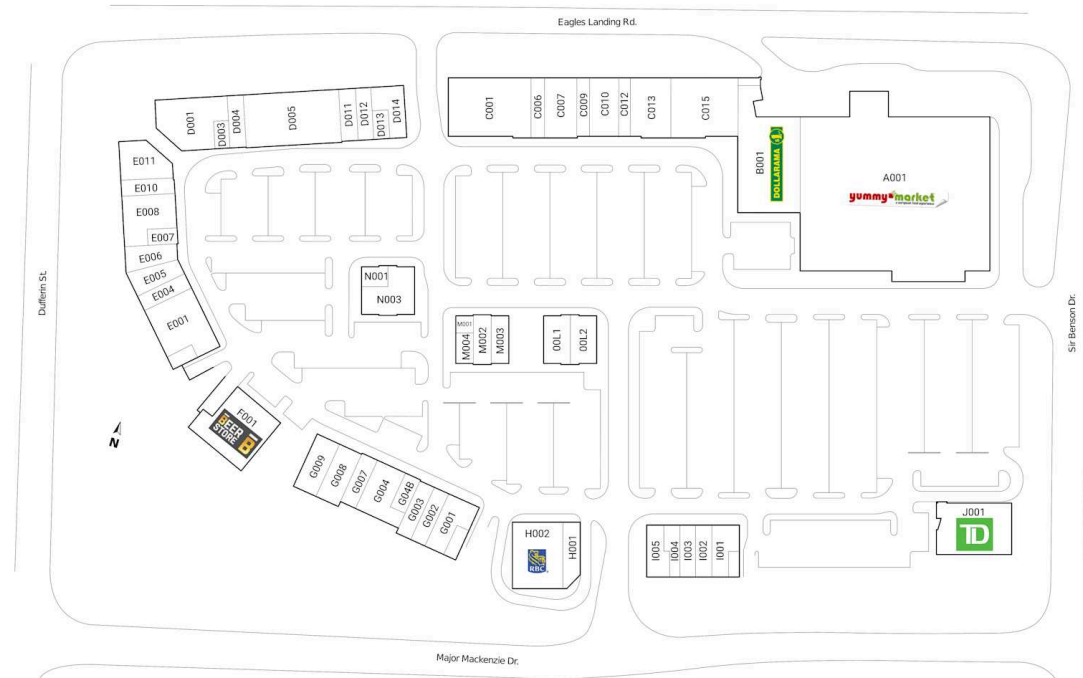 Eagles Landing Rd.
D001
D003
D004
D005
D011
D012
D013
D014
C001
C006
C007
C009
C010
C012
C013
C015
B001
DOLLARAMA
A001
yummy market
E011
E010
E008
E007
E006
E005
E004
E001
N001
N003
M001
M004
M002
M003
00L1
00L2
Dufferin St.
Sir Benson Dr.
N
F001
BEER
STORE
B
G009
G008
G007
G004
G04B
G003
G002
G001
H002
H001
RBC
I005
I004
I003
I002
I001
J001
TD
Major Mackenzie Dr.